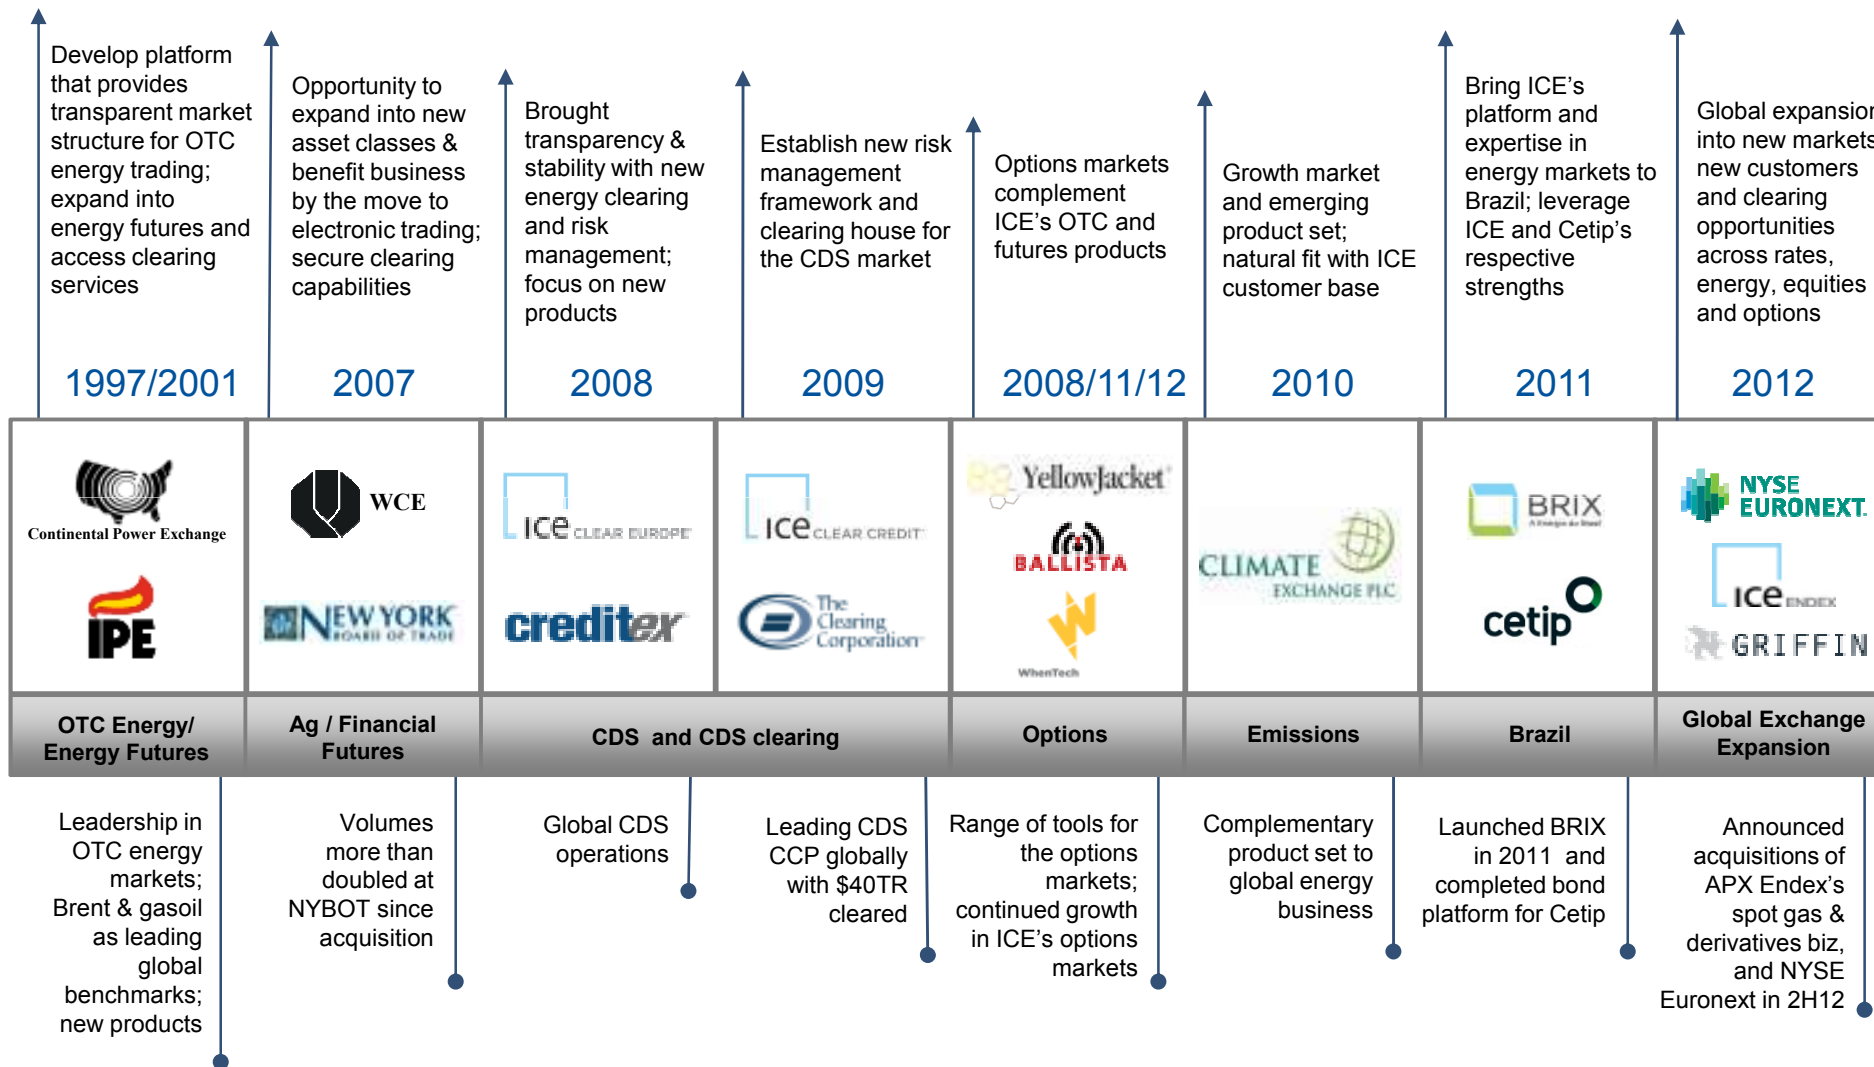 Develop platform
that provides
transparent market
structure for OTC
energy trading;
expand into
energy futures and
access clearing
services
Opportunity to
expand into new
asset classes &
benefit business
by the move to
electronic trading;
secure clearing
capabilities
Brought
transparency &
stability with new
energy clearing
and risk
management;
focus on new
products
Establish new risk
management
framework and
clearing house for
the CDS market
Options markets
complement
ICE’s OTC and
futures products
Growth market
and emerging
product set;
natural fit with ICE
customer base
Bring ICE’s
platform and
expertise in
energy markets to
Brazil; leverage
ICE and Cetip’s
respective
strengths
Global expansion
into new markets
new customers
and clearing
opportunities
across rates,
energy, equities
and options
1997/2001
2007
2008
2009
2008/11/12
2010
2011
2012
Continental Power Exchange
IPE
WCE
NEW YORK
BOARD OF TRADE
ICE CLEAR EUROPE
creditex
ICE CLEAR CREDIT
The
Clearing
Corporation
YellowJacket
BALLISTA
WhenTech
CLIMATE
EXCHANGE PLC
BRIX
A Energia do Brasil
cetip
NYSE
EURONEXT.
ICE ENDEX
GRIFFIN
OTC Energy/
Energy Futures
Ag / Financial
Futures
CDS and CDS clearing
Options
Emissions
Brazil
Global Exchange
Expansion
Leadership in
OTC energy
markets;
Brent & gasoil
as leading
global
benchmarks;
new products
Volumes
more than
doubled at
NYBOT since
acquisition
Global CDS
operations
Leading CDS
CCP globally
with $40TR
cleared
Range of tools for
the options
markets;
continued growth
in ICE’s options
markets
Complementary
product set to
global energy
business
Launched BRIX
in 2011 and
completed bond
platform for Cetip
Announced
acquisitions of
APX Endex’s
spot gas &
derivatives biz,
and NYSE
Euronext in 2H12